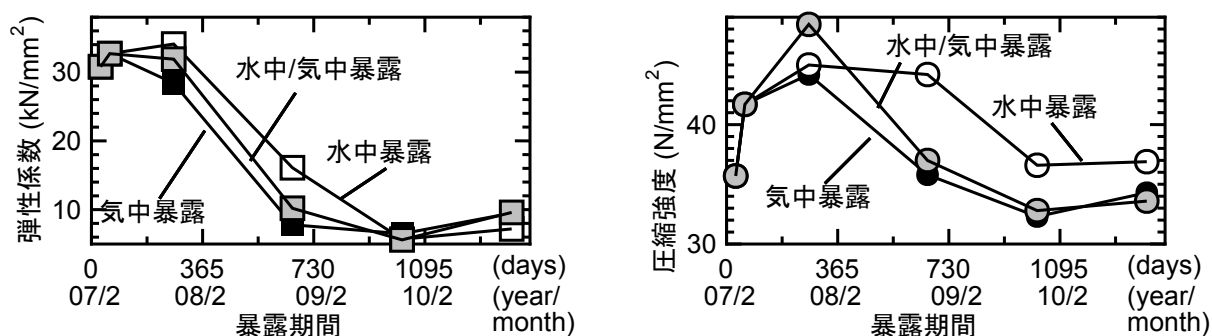 弾性係数 (kN/mm²)
30
20
10
水中/気中暴露
水中暴露
気中暴露
0 365 730 1095 (days)
07/2 08/2 09/2 10/2 (year/
month)
暴露期間
圧縮強度 (N/mm²)
40
30
水中/気中暴露
水中暴露
気中暴露
0 365 730 1095 (days)
07/2 08/2 09/2 10/2 (year/
month)
暴露期間